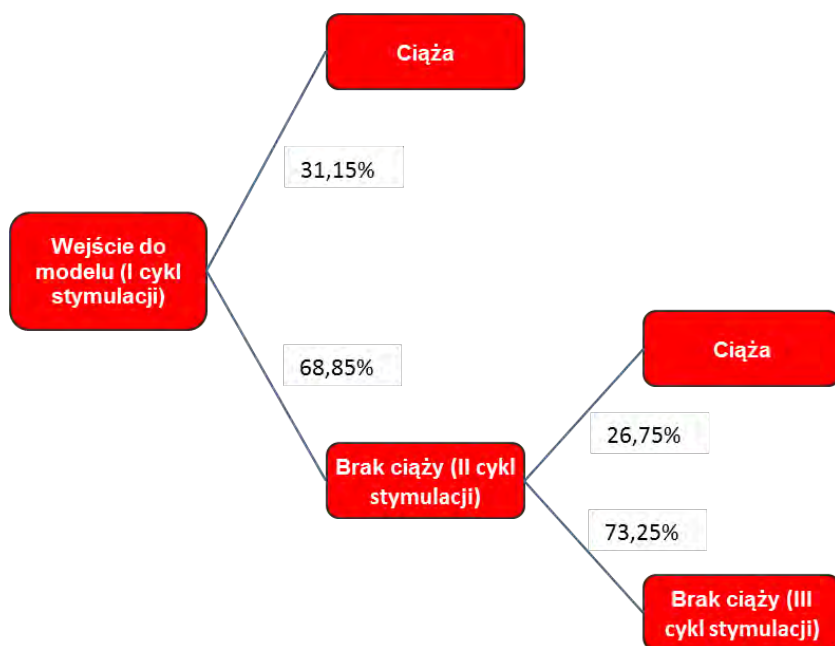 Ciąża
31,15%
Wejście do
modelu (I cykl
stymulacji)
68,85%
Ciąża
26,75%
Brak ciąży (II cykl
stymulacji)
73,25%
Brak ciąży (III
cykl stymulacji)